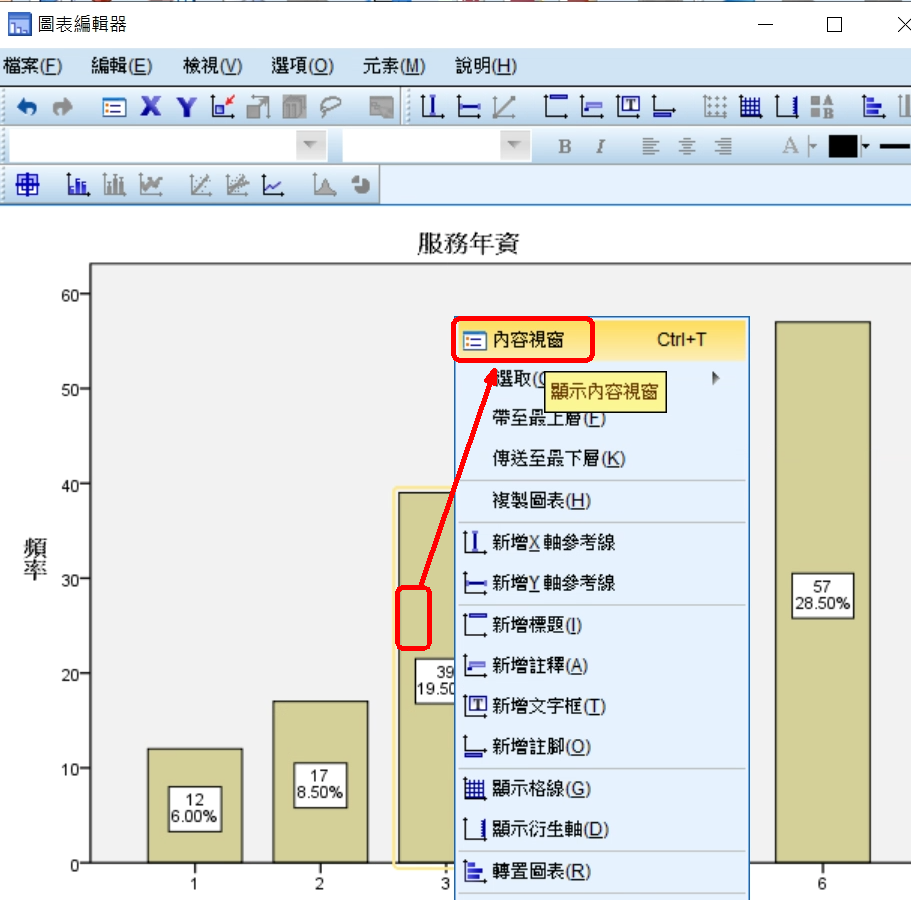 圖表編輯器
檔案(F) 編輯(E) 檢視(V) 選項(O) 元素(M) 說明(H)
X Y
B I A
服務年資
60
50
40
30
20
10
0
頻率
12
6.00%
17
8.50%
39
19.50
57
28.50%
1 2 3 6
內容視窗 Ctrl+T
選取(
顯示內容視窗
帶至最上層(F)
傳送至最下層(K)
複製圖表(H)
新增X 軸參考線
新增Y 軸參考線
新增標題(I)
新增註釋(A)
新增文字框(T)
新增註腳(O)
顯示格線(G)
顯示衍生軸(D)
轉置圖表(R)